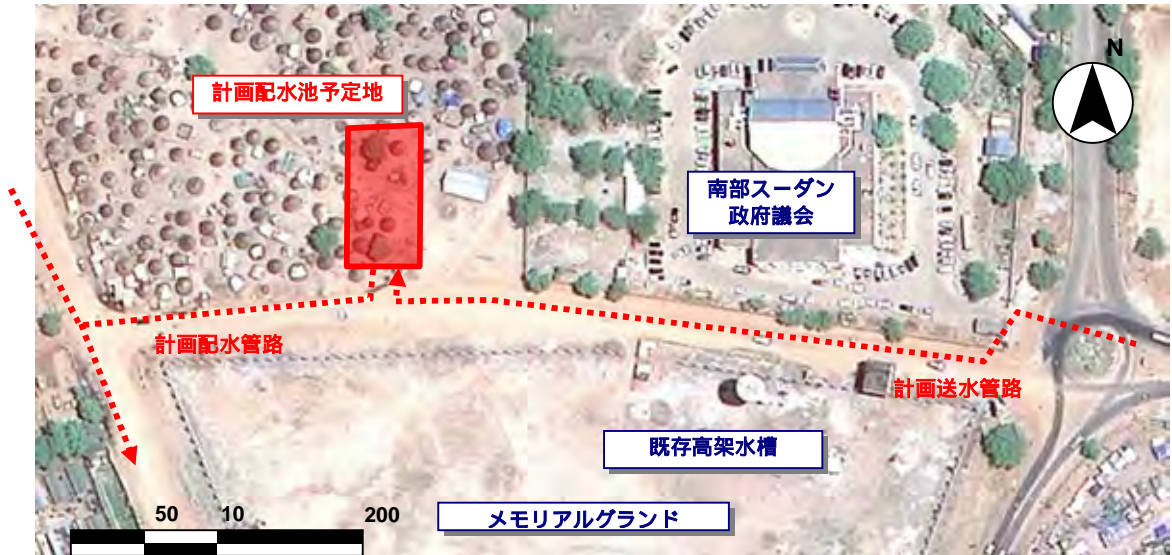 N
計画配水池予定地
南部スーダン
政府議会
計画配水管路
計画送水管路
既存高架水槽
50 10 200
メモリアルグランド